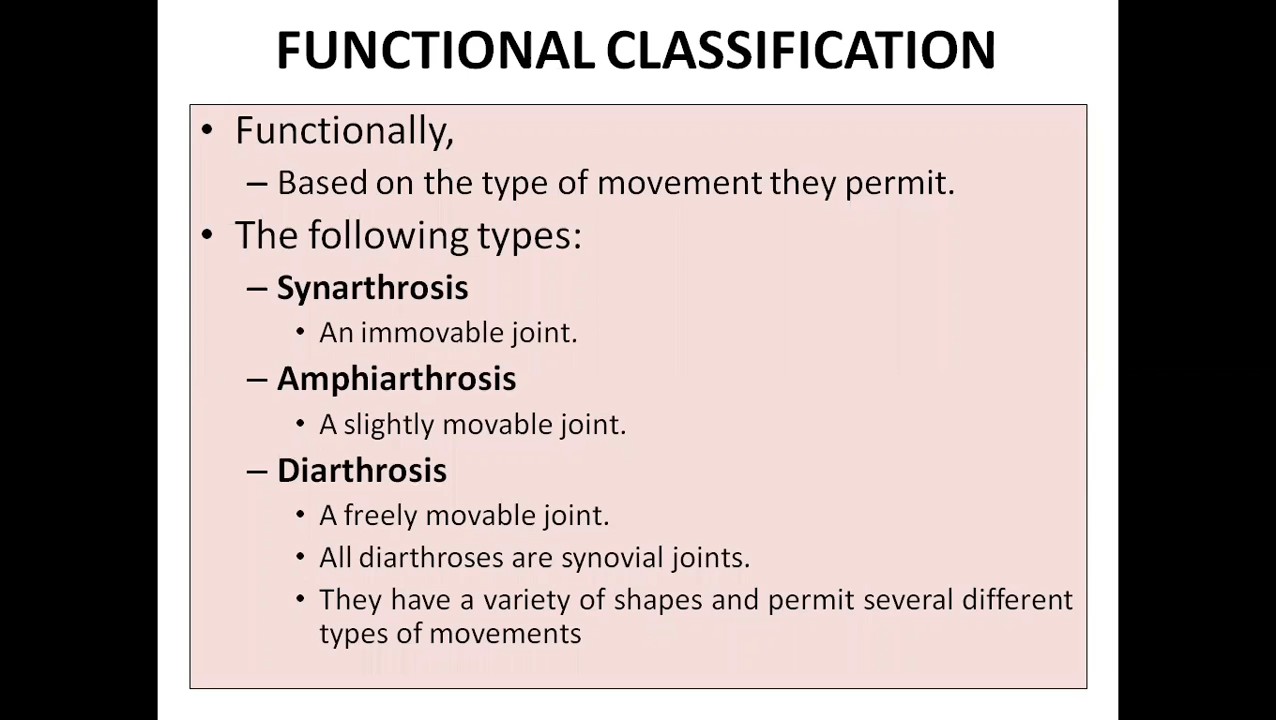 FUNCTIONAL CLASSIFICATION
• Functionally,
– Based on the type of movement they permit.
• The following types:
– Synarthrosis
• An immovable joint.
– Amphiarthrosis
• A slightly movable joint.
– Diarthrosis
• A freely movable joint.
• All diarthroses are synovial joints.
• They have a variety of shapes and permit several different
types of movements